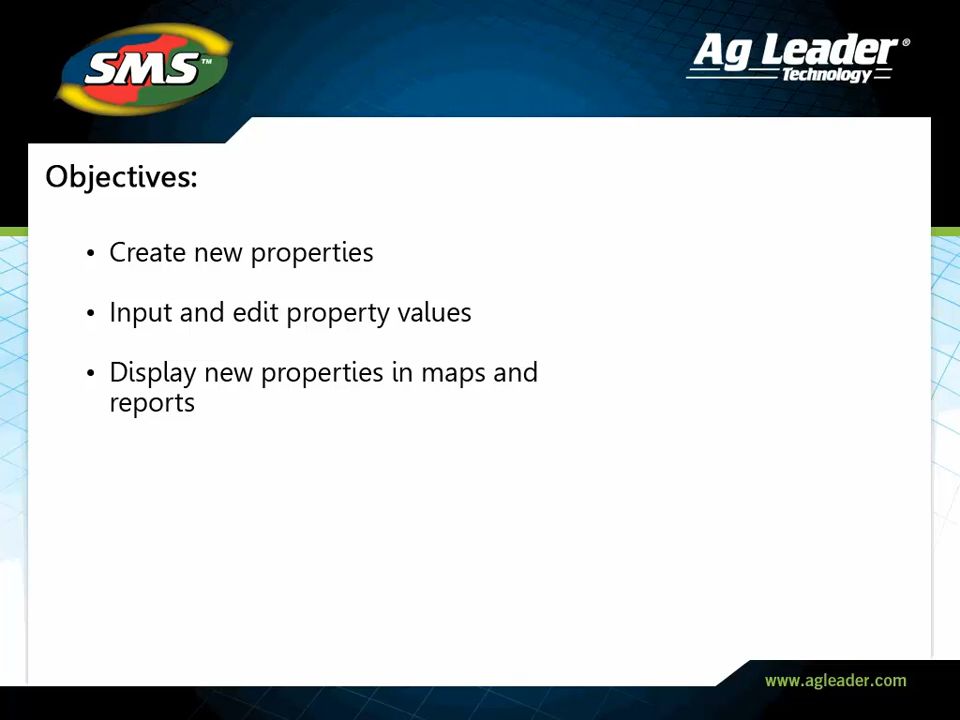 SMS™
Ag Leader®
Technology
Objectives:
• Create new properties
• Input and edit property values
• Display new properties in maps and
reports
www.agleader.com